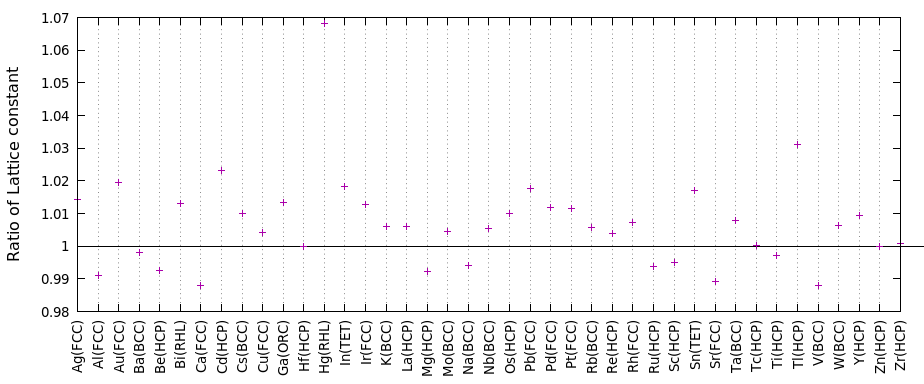 Ratio of Lattice constant
1.07
1.06
1.05
1.04
1.03
1.02
1.01
1
0.99
0.98
Ag(FCC)
Al(FCC)
Au(FCC)
Ba(BCC)
Be(HCP)
Bi(RHL)
Ca(FCC)
Cd(HCP)
Cs(BCC)
Cu(FCC)
Ga(ORC)
Hf(HCP)
Hg(RHL)
In(TET)
Ir(FCC)
K(BCC)
La(HCP)
Mg(HCP)
Mo(BCC)
Na(BCC)
Nb(BCC)
Os(HCP)
Pb(FCC)
Pd(FCC)
Pt(FCC)
Rb(BCC)
Re(HCP)
Rh(FCC)
Ru(HCP)
Sc(HCP)
Sn(TET)
Sr(FCC)
Ta(BCC)
Tc(HCP)
Ti(HCP)
Tl(HCP)
V(BCC)
W(BCC)
Y(HCP)
Zn(HCP)
Zr(HCP)